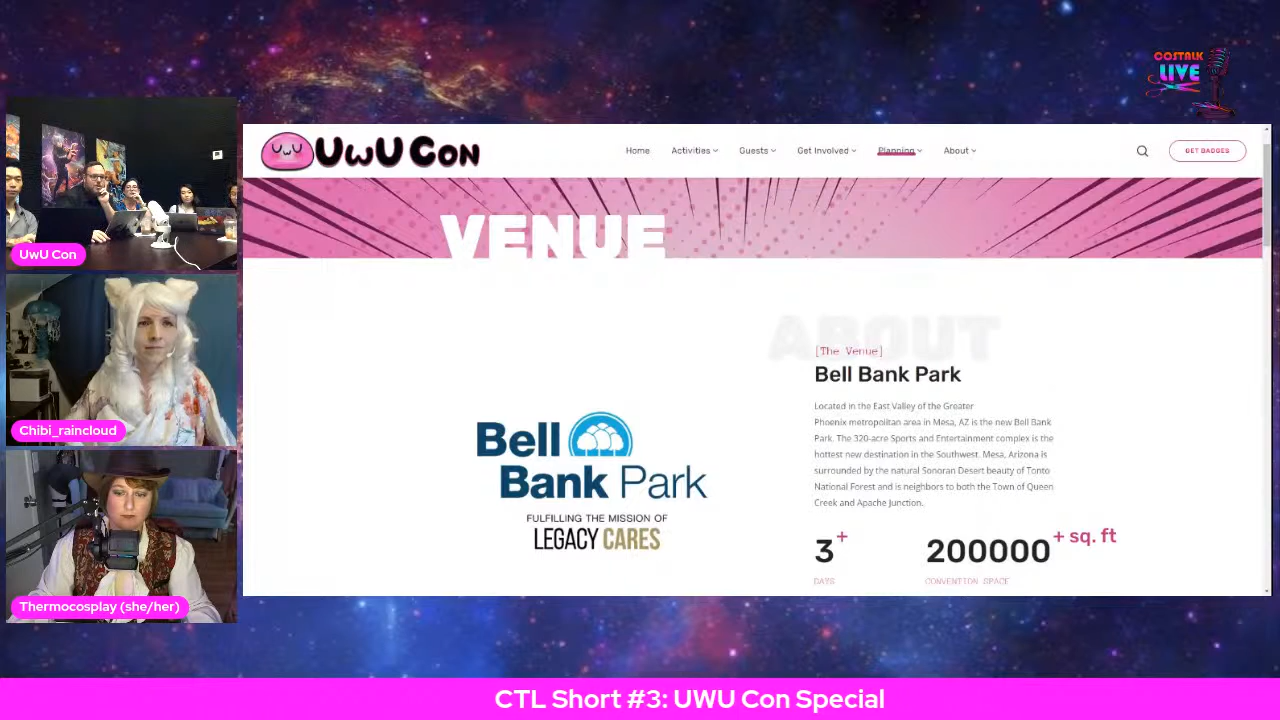 COSTALK
LIVE
UwU Con
Home
Activities
Guests
Get Involved
Planning
About
GET BADGES
VENUE
UwU Con
ABOUT
[The Venue]
Bell Bank Park
Located in the East Valley of the Greater
Phoenix metropolitan area in Mesa, AZ is the new Bell Bank
Park. The 320-acre Sports and Entertainment complex is the
hottest new destination in the Southwest. Mesa, Arizona is
surrounded by the natural Sonoran Desert beauty of Tonto
National Forest and is neighbors to both the Town of Queen
Creek and Apache Junction.
Bell
Bank Park
FULFILLING THE MISSION OF
LEGACY CARES
3+
DAYS
200000+ sq. ft
CONVENTION SPACE
Chibi_raincloud
Thermocosplay (she/her)
CTL Short #3: UWU Con Special